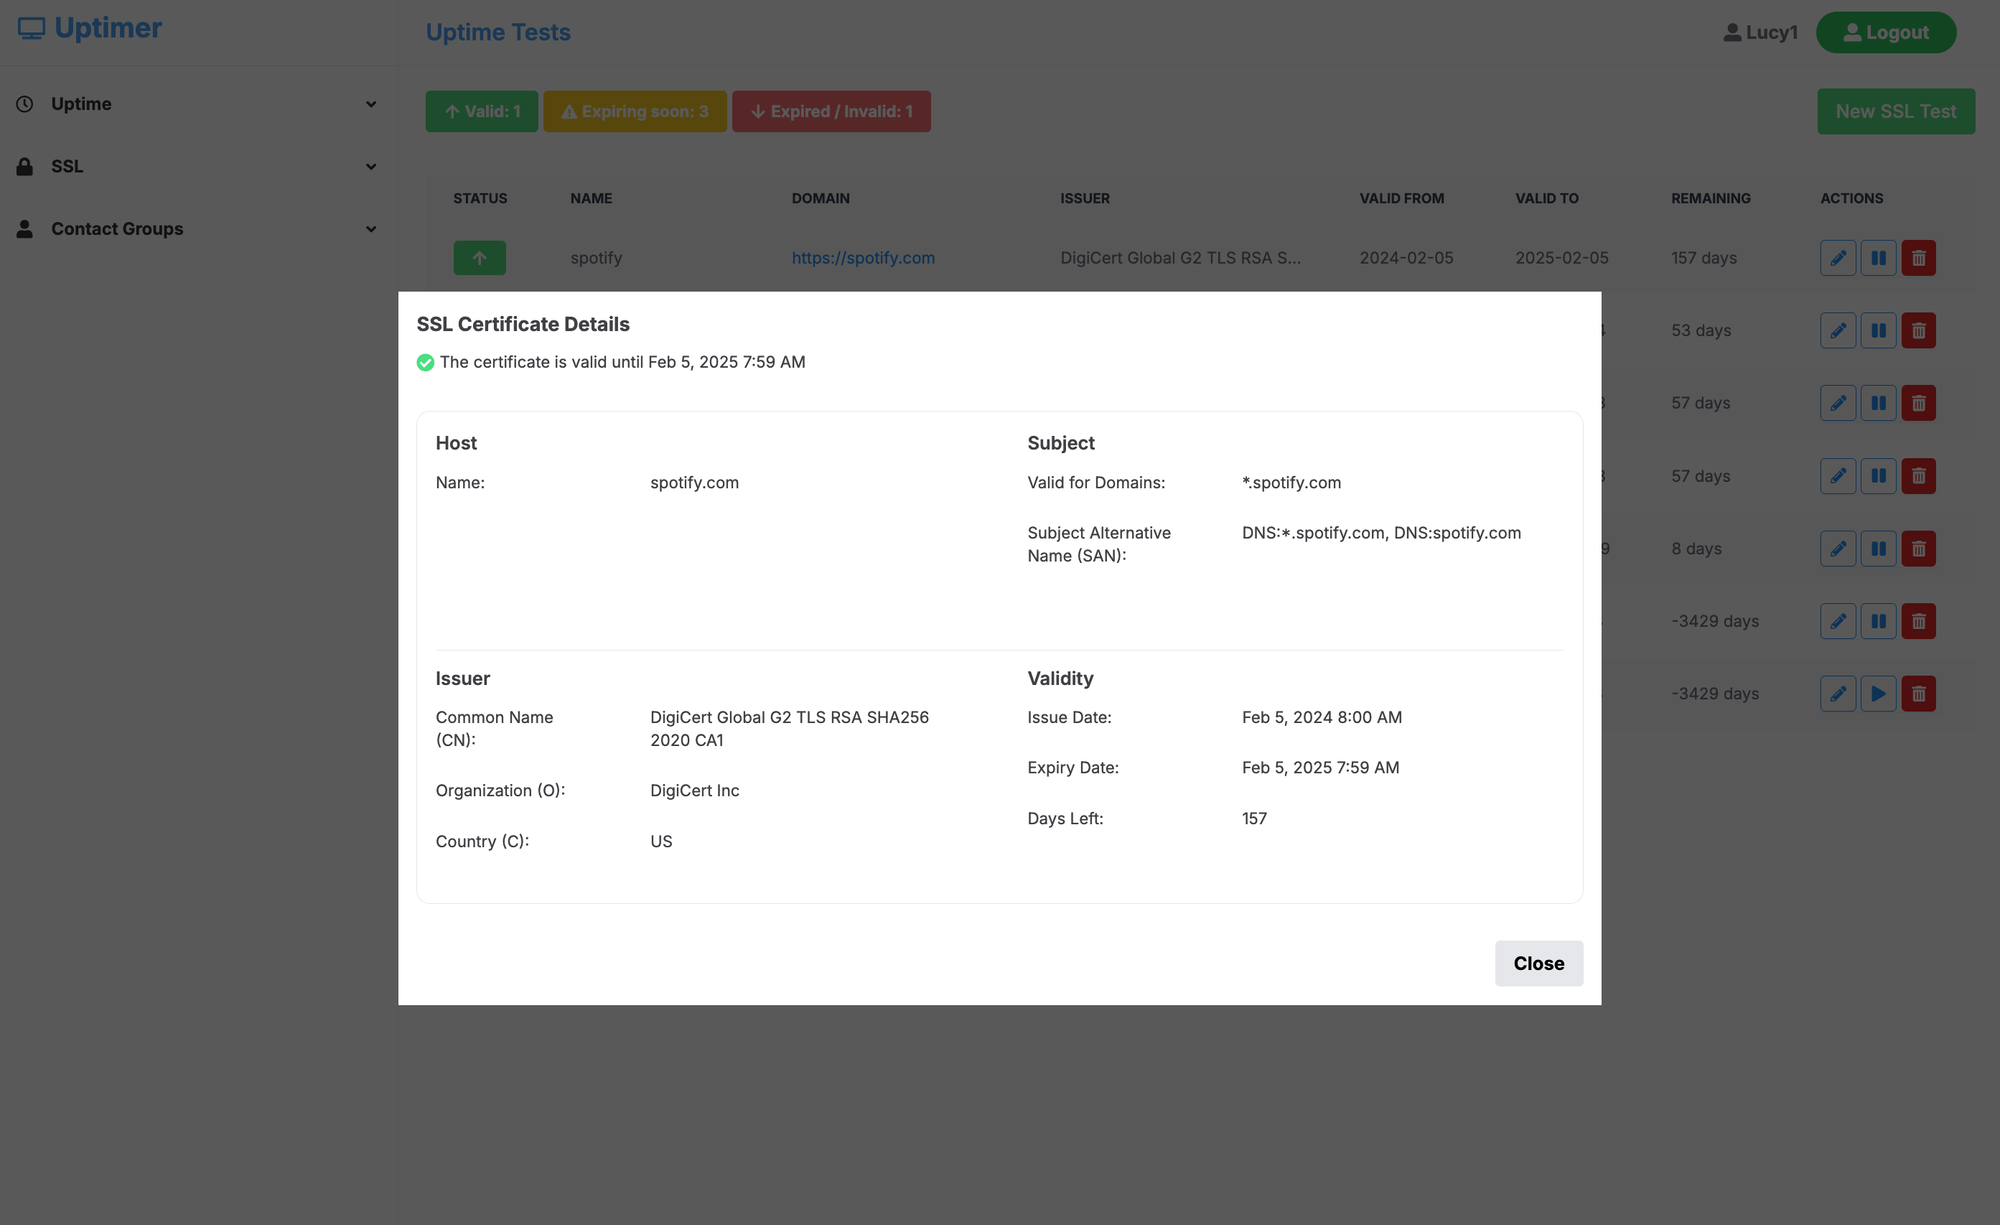 Uptimer
Uptime Tests
Lucy1
Logout
Uptime
SSL
Contact Groups
Valid: 1
Expiring soon: 3
Expired / Invalid: 1
New SSL Test
STATUS NAME DOMAIN ISSUER VALID FROM VALID TO REMAINING ACTIONS
spotify https://spotify.com DigiCert Global G2 TLS RSA S... 2024-02-05 2025-02-05 157 days
53 days
57 days
57 days
9 8 days
-3429 days
-3429 days
SSL Certificate Details
The certificate is valid until Feb 5, 2025 7:59 AM
Host
Name: spotify.com
Subject
Valid for Domains: *.spotify.com
Subject Alternative DNS:*.spotify.com, DNS:spotify.com
Name (SAN):
Issuer
Common Name DigiCert Global G2 TLS RSA SHA256
(CN): 2020 CA1
Organization (O): DigiCert Inc
Country (C): US
Validity
Issue Date: Feb 5, 2024 8:00 AM
Expiry Date: Feb 5, 2025 7:59 AM
Days Left: 157
Close